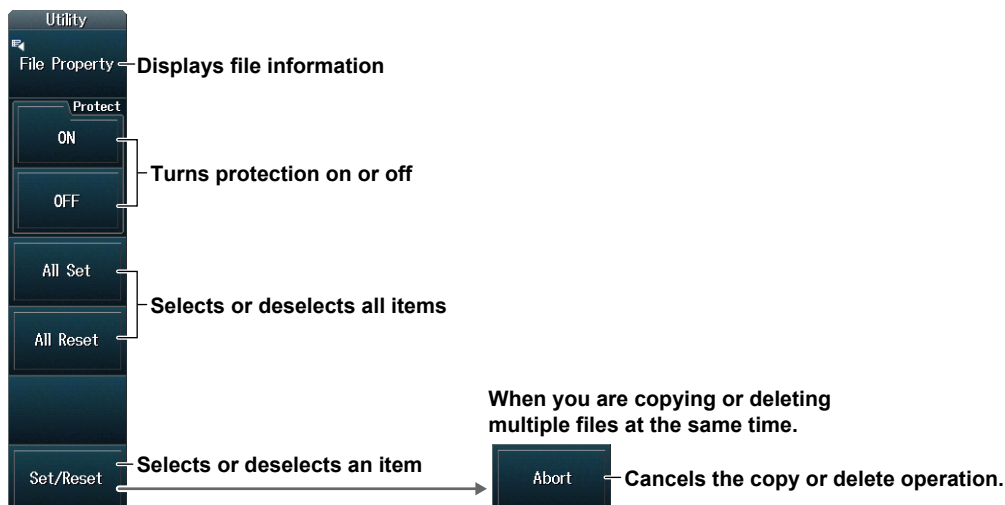 Utility
File Property
Displays file information
Protect
ON
OFF
Turns protection on or off
All Set
All Reset
Selects or deselects all items
When you are copying or deleting
multiple files at the same time.
Set/Reset
Selects or deselects an item
Abort
Cancels the copy or delete operation.